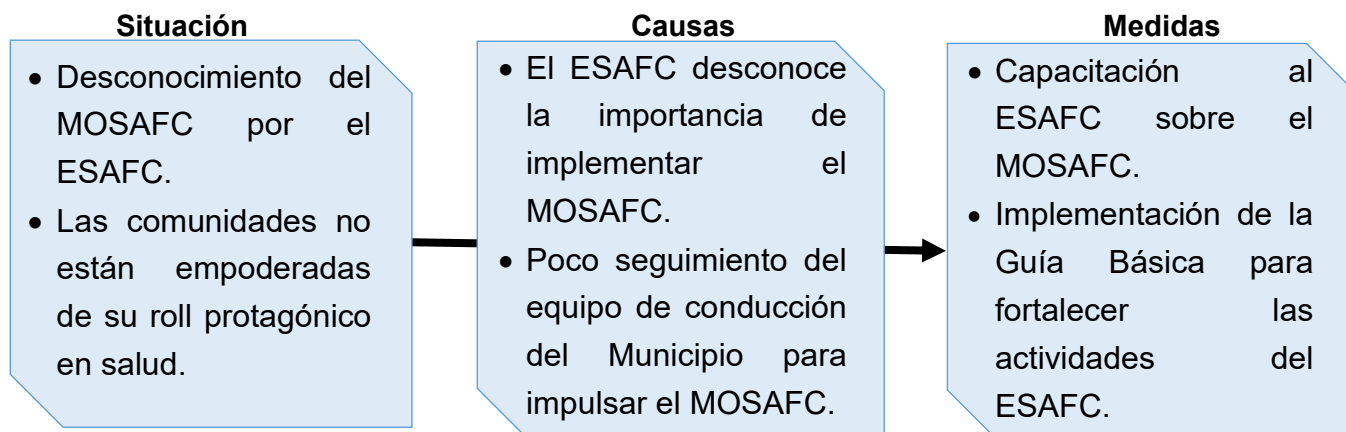 Situación
• Desconocimiento del
MOSAFC por el
ESAFC.
• Las comunidades no
están empoderadas
de su roll protagónico
en salud.
Causas
• El ESAFC desconoce
la importancia de
implementar el
MOSAFC.
• Poco seguimiento del
equipo de conducción
del Municipio para
impulsar el MOSAFC.
Medidas
• Capacitación al
ESAFC sobre el
MOSAFC.
• Implementación de la
Guía Básica para
fortalecer las
actividades del
ESAFC.